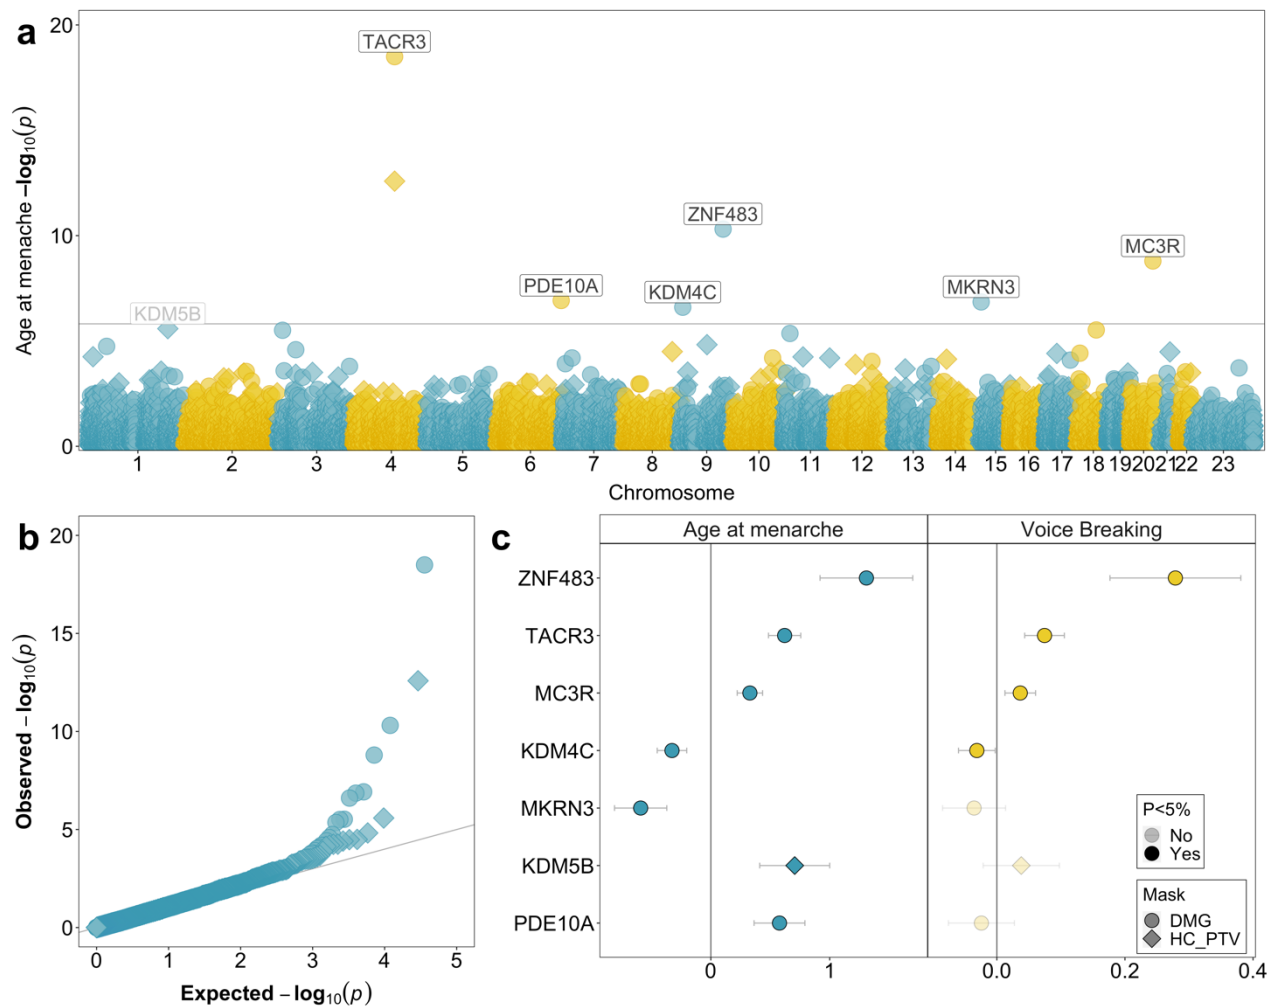 a
Age at menache −log10(p)
20
10
0
TACR3
ZNF483
MC3R
PDE10A
KDM4C
MKRN3
KDM5B
1 2 3 4 5 6 7 8 9 10 11 12 13 14 15 16 17 18 19 20 21 22 23
Chromosome
b
Observed −log10(p)
20
15
10
5
0
0 1 2 3 4 5
Expected −log10(p)
c
Age at menarche Voice Breaking
ZNF483
TACR3
MC3R
KDM4C
MKRN3
KDM5B
PDE10A
P<5%
No
Yes
Mask
DMG
HC_PTV
0 1 0.0 0.2 0.4